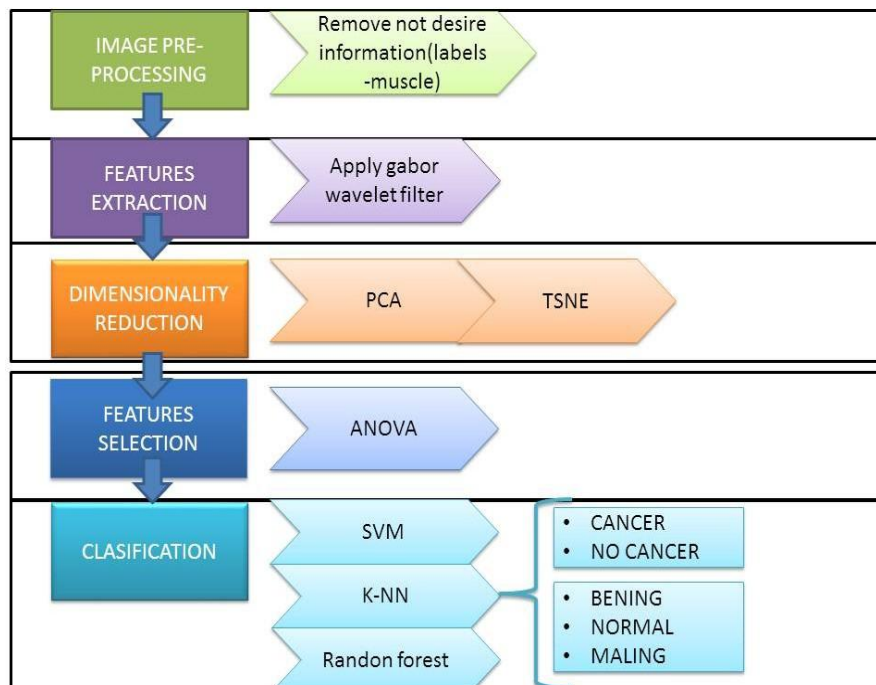 IMAGE PRE-
PROCESSING
Remove not desire
information(labels
-muscle)
FEATURES
EXTRACTION
Apply gabor
wavelet filter
DIMENSIONALITY
REDUCTION
PCA
TSNE
FEATURES
SELECTION
ANOVA
CLASIFICATION
SVM
K-NN
Randon forest
• CANCER
• NO CANCER
• BENING
• NORMAL
• MALING